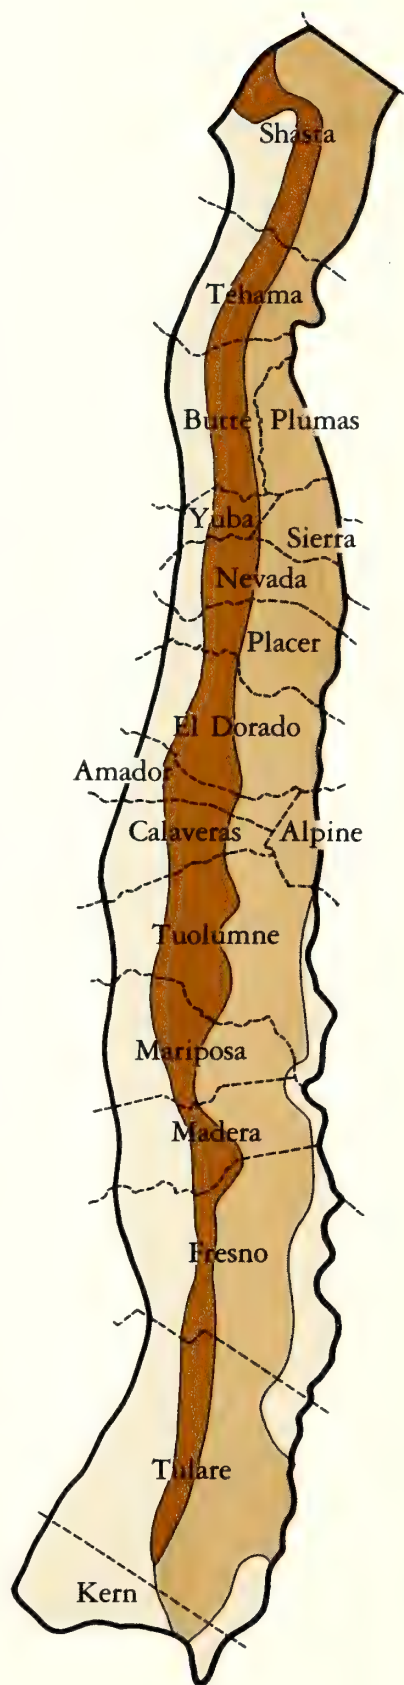 Shasta
Tehama
Butte
Plumas
Yuba
Sierra
Nevada
Placer
El Dorado
Amador
Calaveras
Alpine
Tuolumne
Mariposa
Madera
Fresno
Tulare
Kern